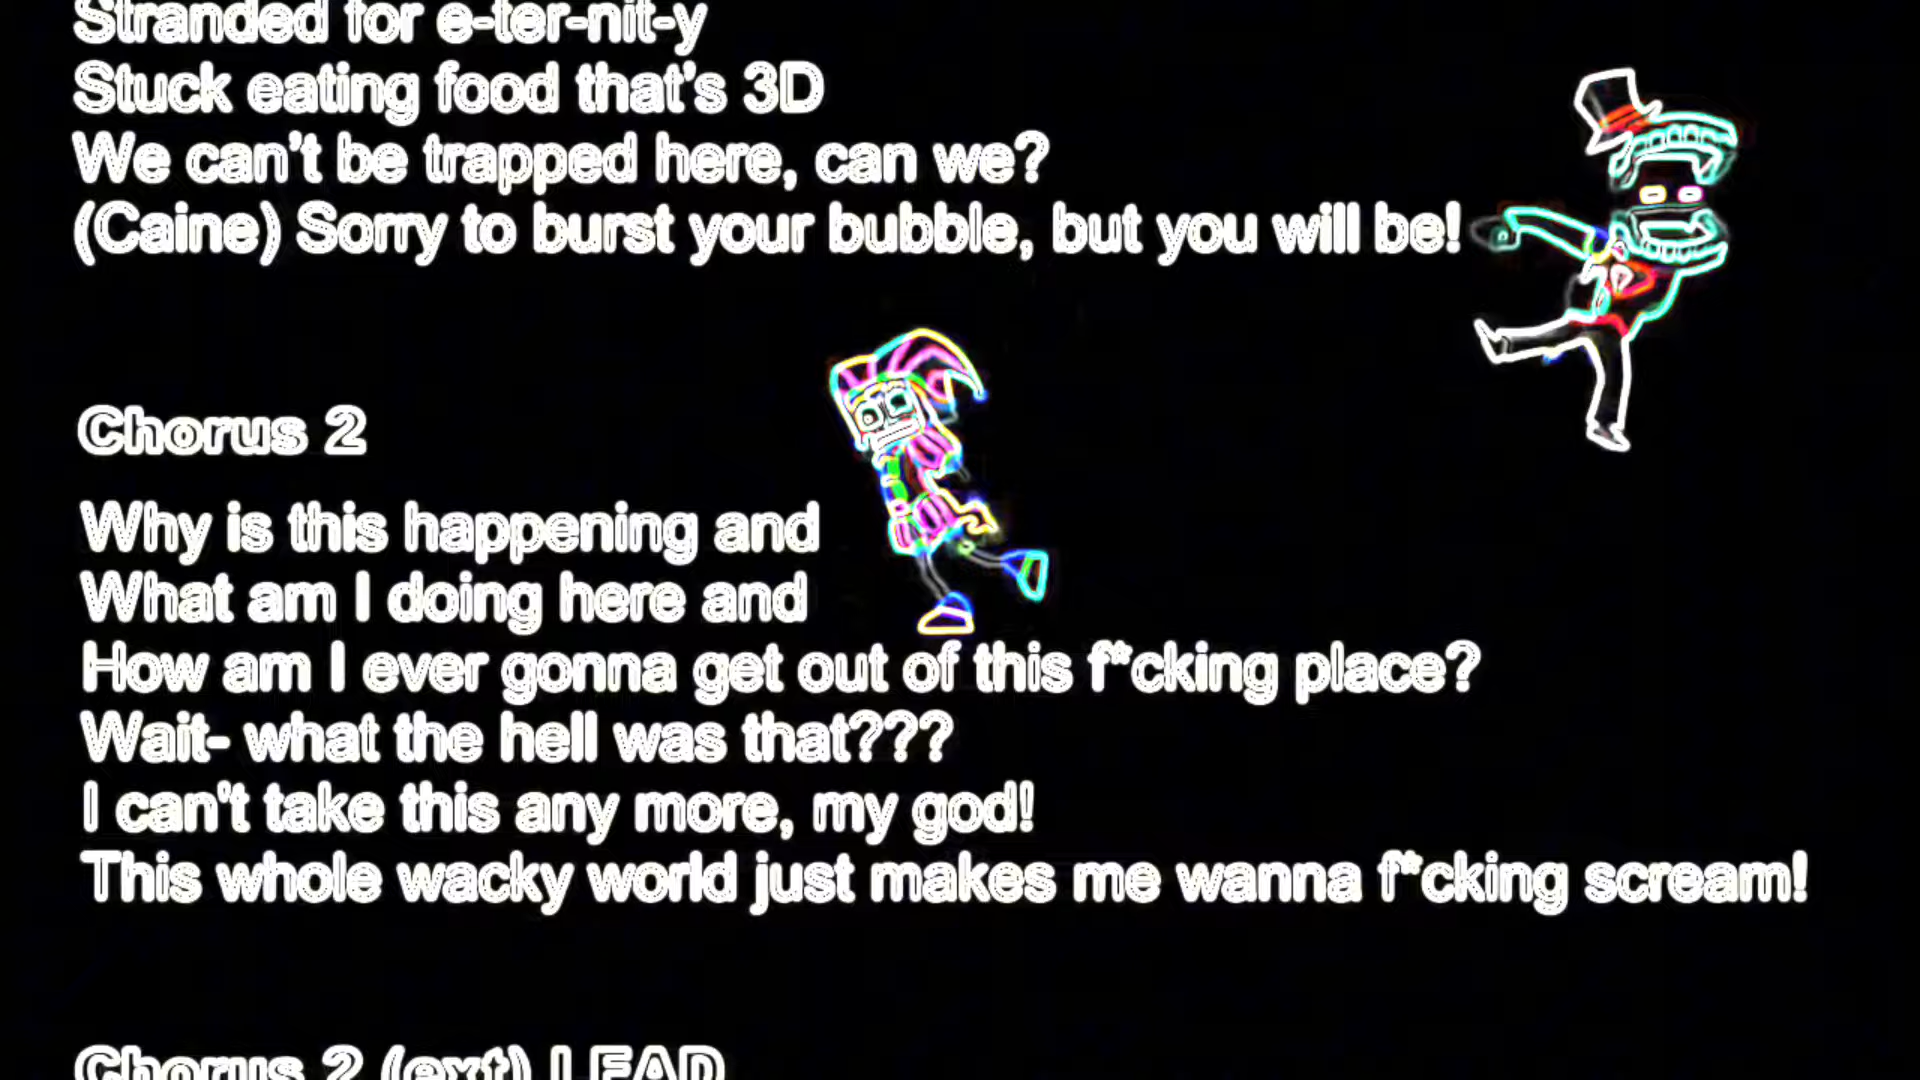 Stranded for e-ter-nit-y
Stuck eating food that's 3D
We can't be trapped here, can we?
(Caine) Sorry to burst your bubble, but you will be!
Chorus 2
Why is this happening and
What am I doing here and
How am I ever gonna get out of this f*cking place?
Wait- what the hell was that???
I can't take this any more, my god!
This whole wacky world just makes me wanna f*cking scream!
Chorus 2 (ext) LEAD